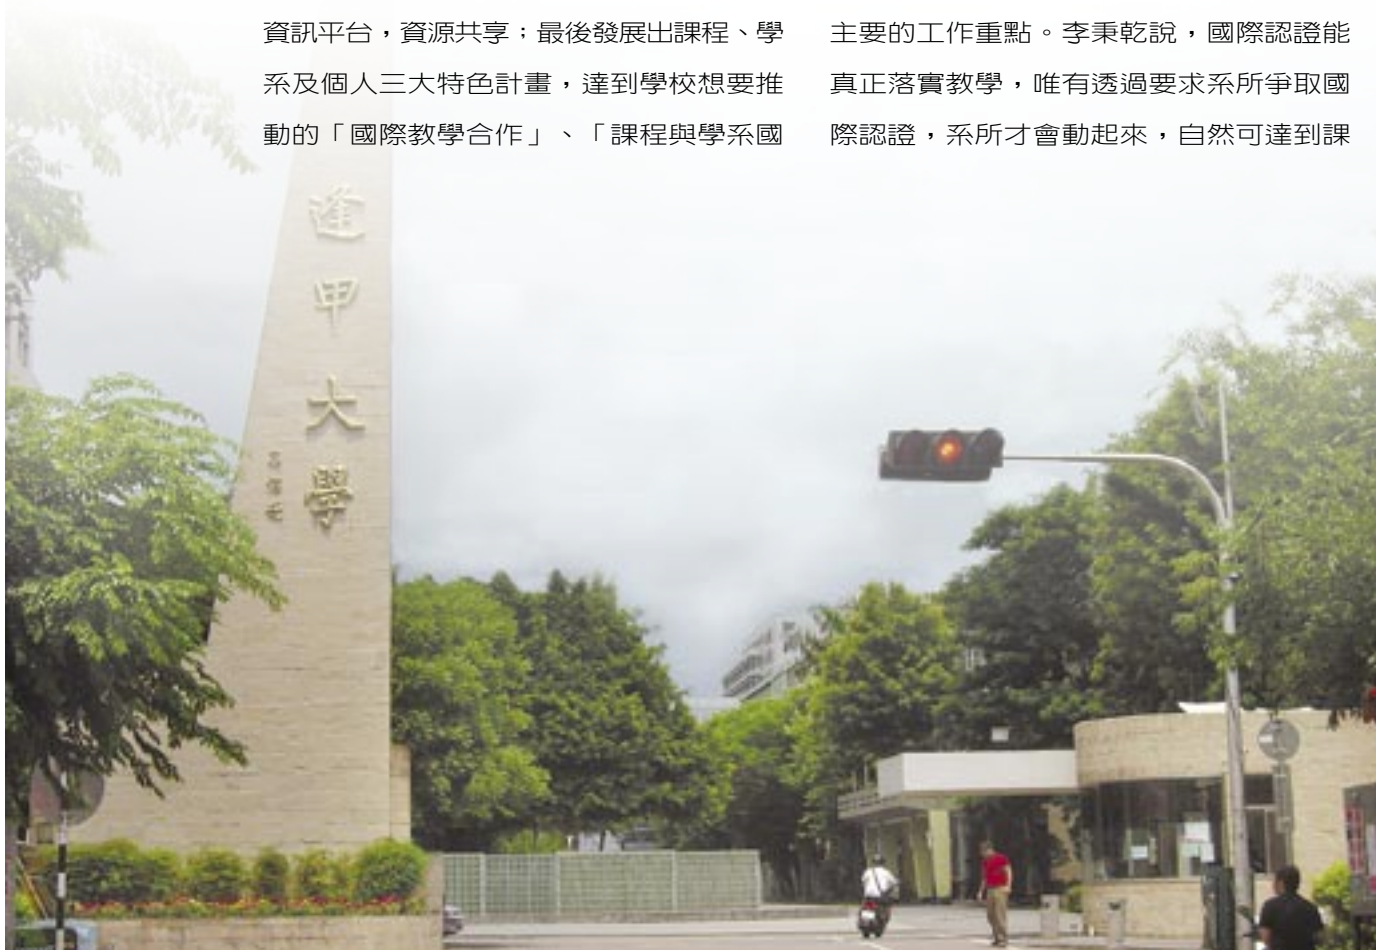 資訊平台，資源共享；最後發展出課程、學
系及個人三大特色計畫，達到學校想要推
動的「國際教學合作」、「課程與學系國
主要的工作重點。李秉乾說，國際認證能
真正落實教學，唯有透過要求系所爭取國
際認證，系所才會動起來，自然可達到課
逢甲大學